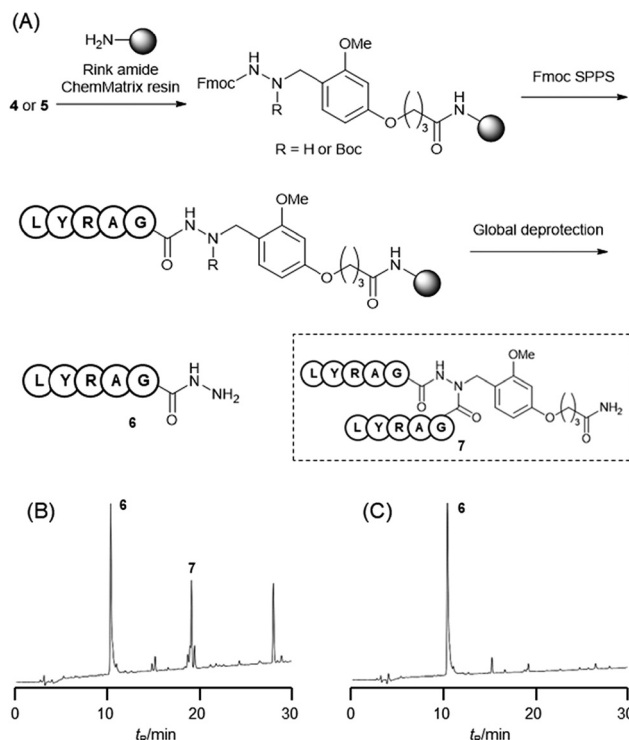 (A)
H₂N
Rink amide
ChemMatrix resin
4 or 5
Fmoc
H
N
N
R
OMe
O
( )₃
O
H
N
R = H or Boc
Fmoc SPPS
L Y R A G
O
H
N
N
R
OMe
O
( )₃
O
H
N
Global deprotection
L Y R A G
O
H
N
NH₂
6
L Y R A G
O
H
N
N
O
L Y R A G
OMe
O
( )₃
O
NH₂
7
(B)
6
7
0 10 20 30
tR/min
(C)
6
0 10 20 30
tR/min